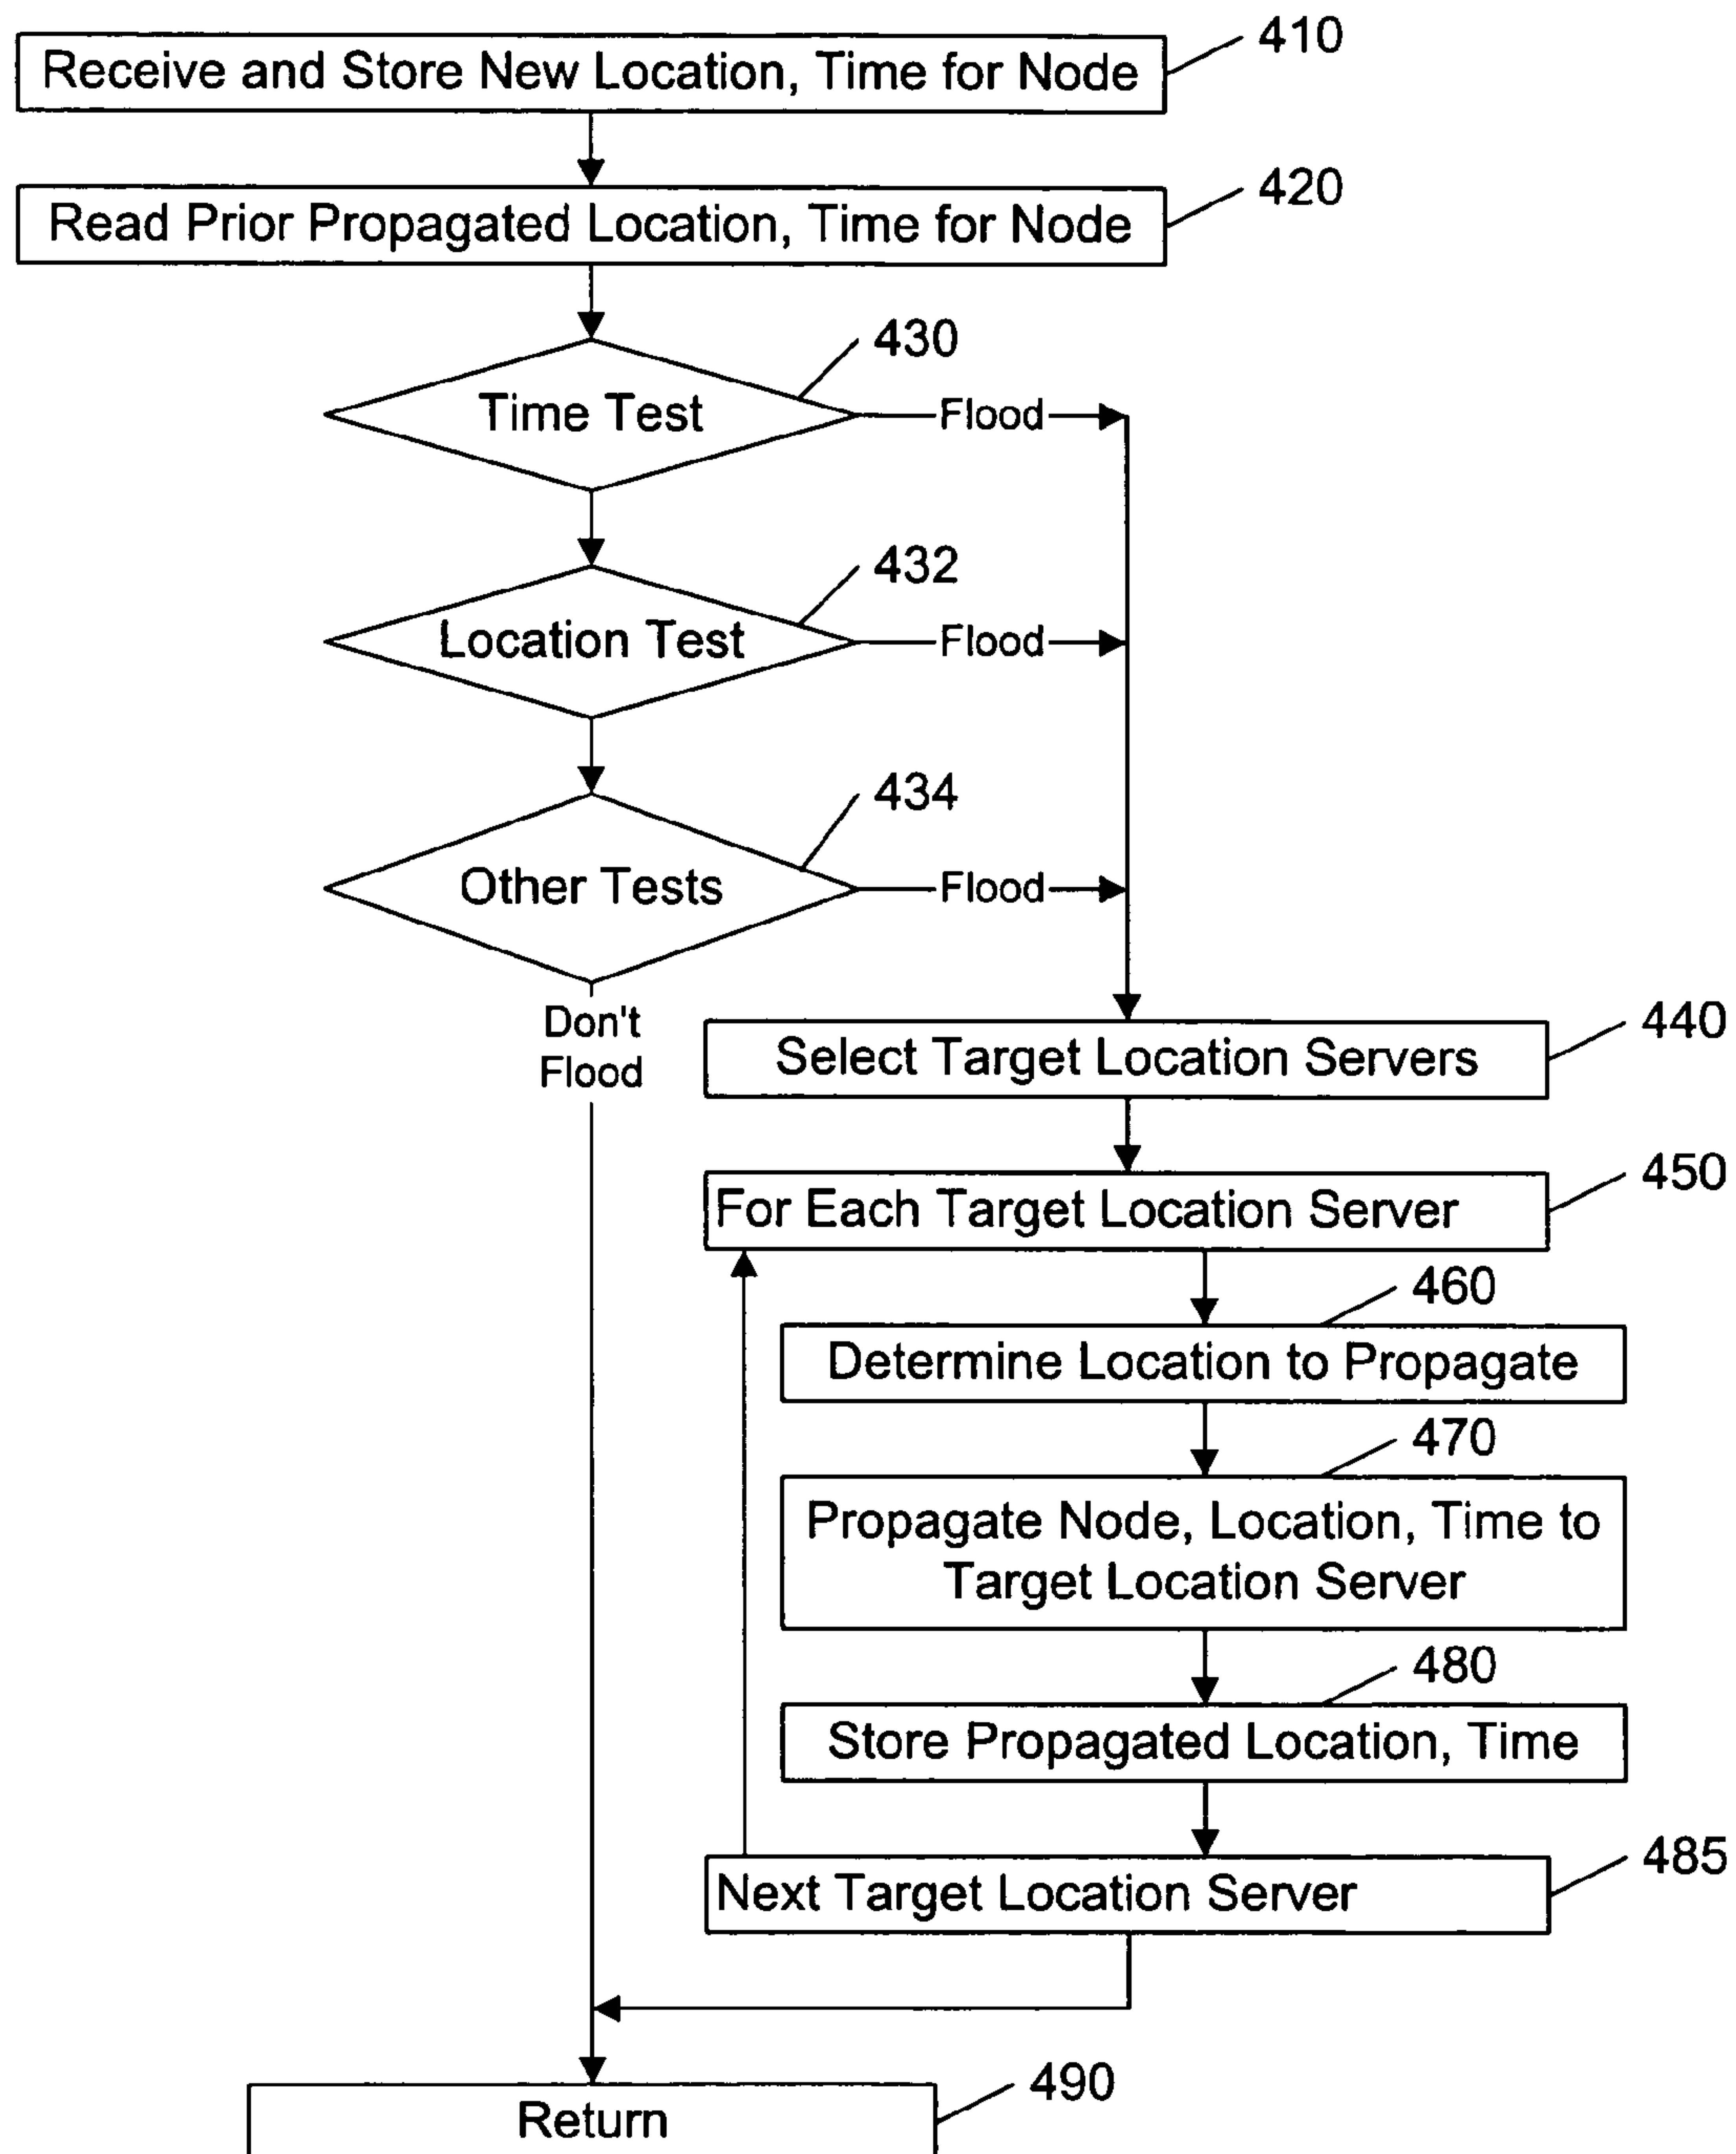 410
Receive and Store New Location, Time for Node
420
Read Prior Propagated Location, Time for Node
430
Time Test
Flood
432
Location Test
Flood
434
Other Tests
Flood
Don't
Flood
440
Select Target Location Servers
450
For Each Target Location Server
460
Determine Location to Propagate
470
Propagate Node, Location, Time to
Target Location Server
480
Store Propagated Location, Time
485
Next Target Location Server
490
Return